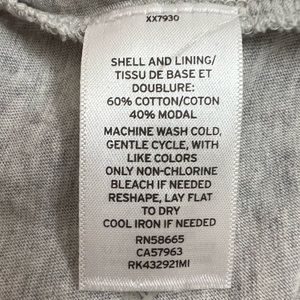 XX7930
SHELL AND LINING/
TISSU DE BASE ET
DOUBLURE:
60% COTTON/COTON
40% MODAL
MACHINE WASH COLD,
GENTLE CYCLE, WITH
LIKE COLORS
ONLY NON-CHLORINE
BLEACH IF NEEDED
RESHAPE, LAY FLAT
TO DRY
COOL IRON IF NEEDED
RN58665
CA57963
RK432921MI